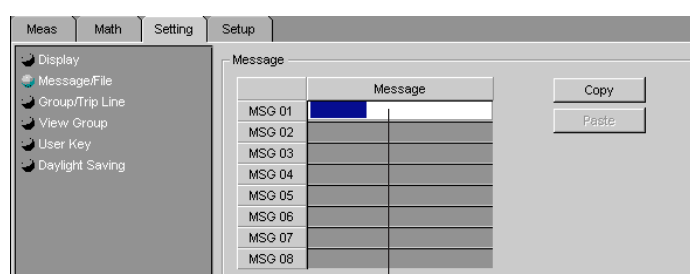 Meas Math Setting Setup
Display
Message/File
Group/Trip Line
View Group
User Key
Daylight Saving
Message
Message
MSG 01
MSG 02
MSG 03
MSG 04
MSG 05
MSG 06
MSG 07
MSG 08
Copy
Paste